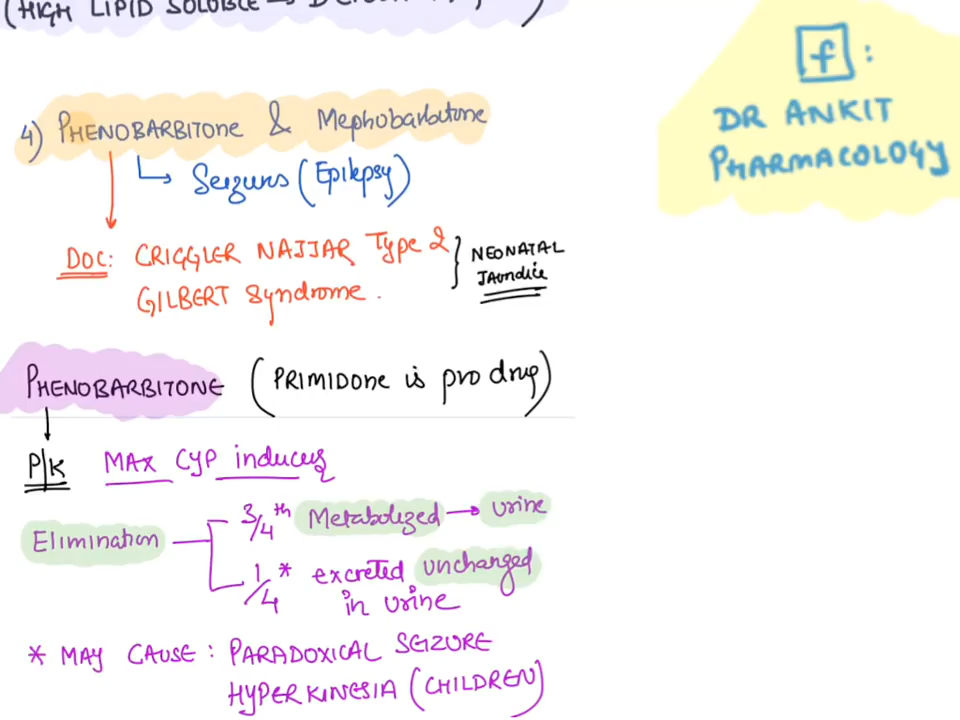 (HIGH LIPID SOLUBLE
f :
DR ANKIT
PHARMACOLOGY
4) PHENOBARBITONE & Mephobarbitone
Seizures (Epilepsy)
DOC: CRIGGLER NAJJAR Type 2
GILBERT Syndrome.
NEONATAL
Jaundice
PHENOBARBITONE (PRIMIDONE is pro drug)
P/K MAX CYP inducers
Elimination
3/4th Metabolized → urine
1/4 * excreted unchanged
in urine
* MAY CAUSE : PARADOXICAL SEIZURE
HYPERKINESIA (CHILDREN)